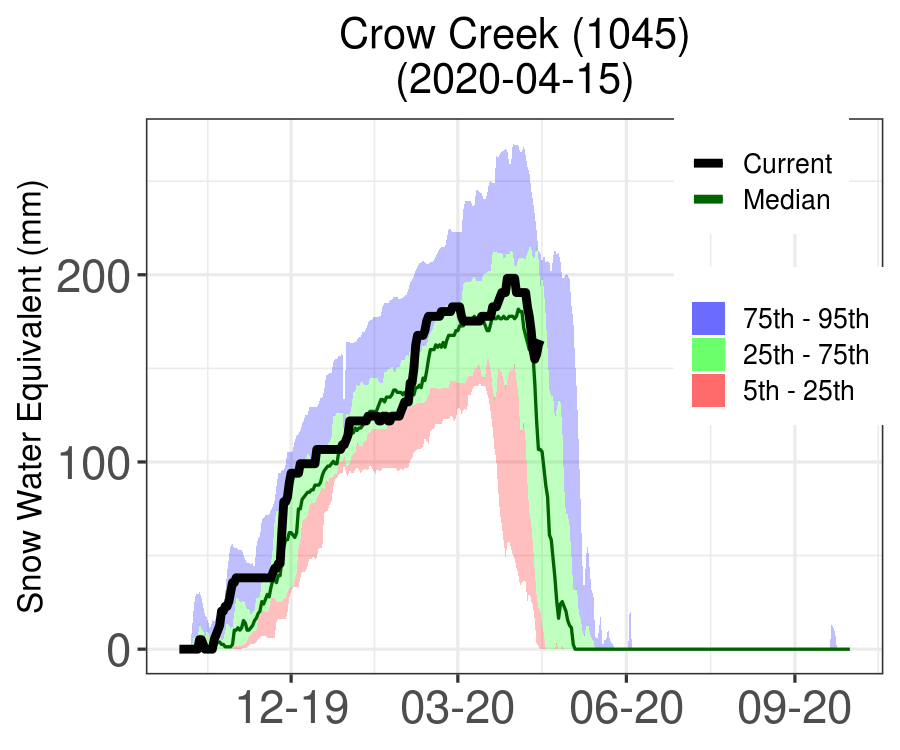 Crow Creek (1045)
(2020-04-15)
Snow Water Equivalent (mm)
200
100
0
12-19
03-20
06-20
09-20
Current
Median
75th - 95th
25th - 75th
5th - 25th